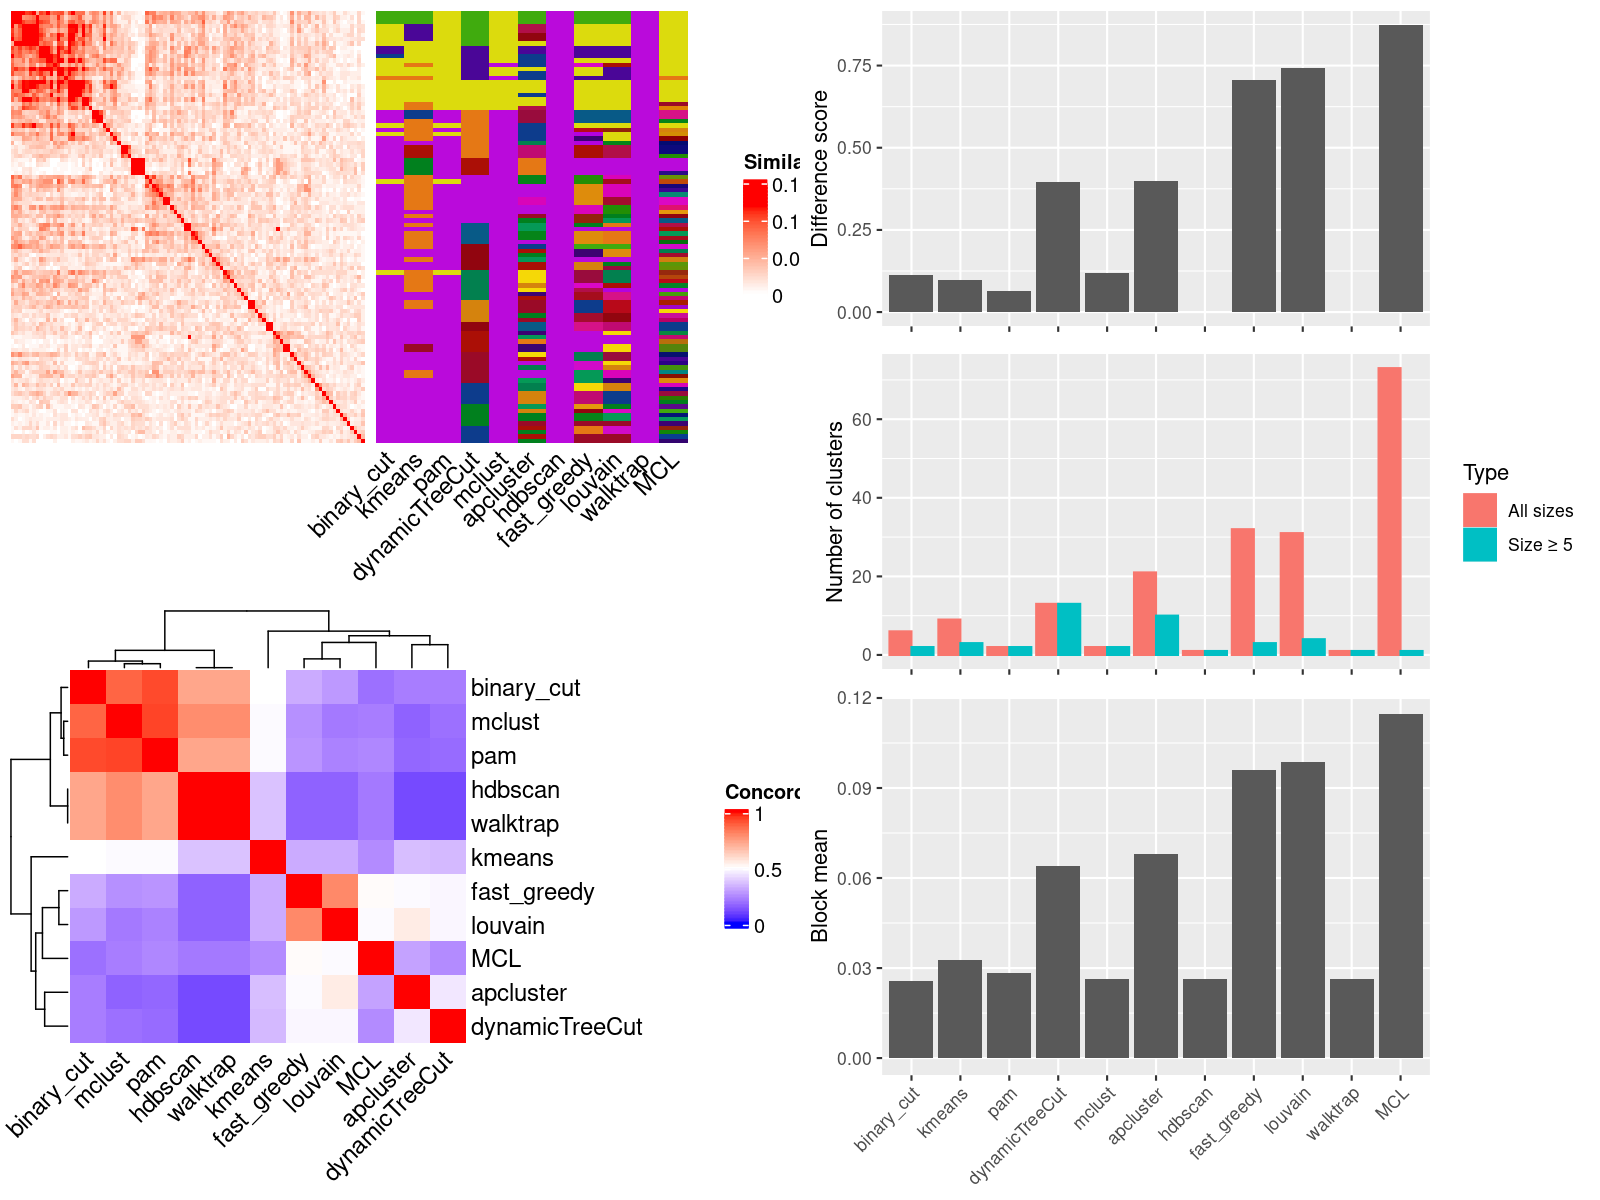 Simila
0.1
0.1
0.0
0
binary_cut
kmeans
pam
dynamicTreeCut
mclust
apcluster
hdbscan
fast_greedy
louvain
walktrap
MCL
binary_cut
mclust
pam
hdbscan
walktrap
kmeans
fast_greedy
louvain
MCL
apcluster
dynamicTreeCut
binary_cut
mclust
pam
hdbscan
walktrap
kmeans
fast_greedy
louvain
MCL
apcluster
dynamicTreeCut
Concord
1
0.5
0
Difference score
0.75
0.50
0.25
0.00
Number of clusters
60
40
20
0
Type
All sizes
Size ≥ 5
Block mean
0.12
0.09
0.06
0.03
0.00
binary_cut
kmeans
pam
dynamicTreeCut
mclust
apcluster
hdbscan
fast_greedy
louvain
walktrap
MCL